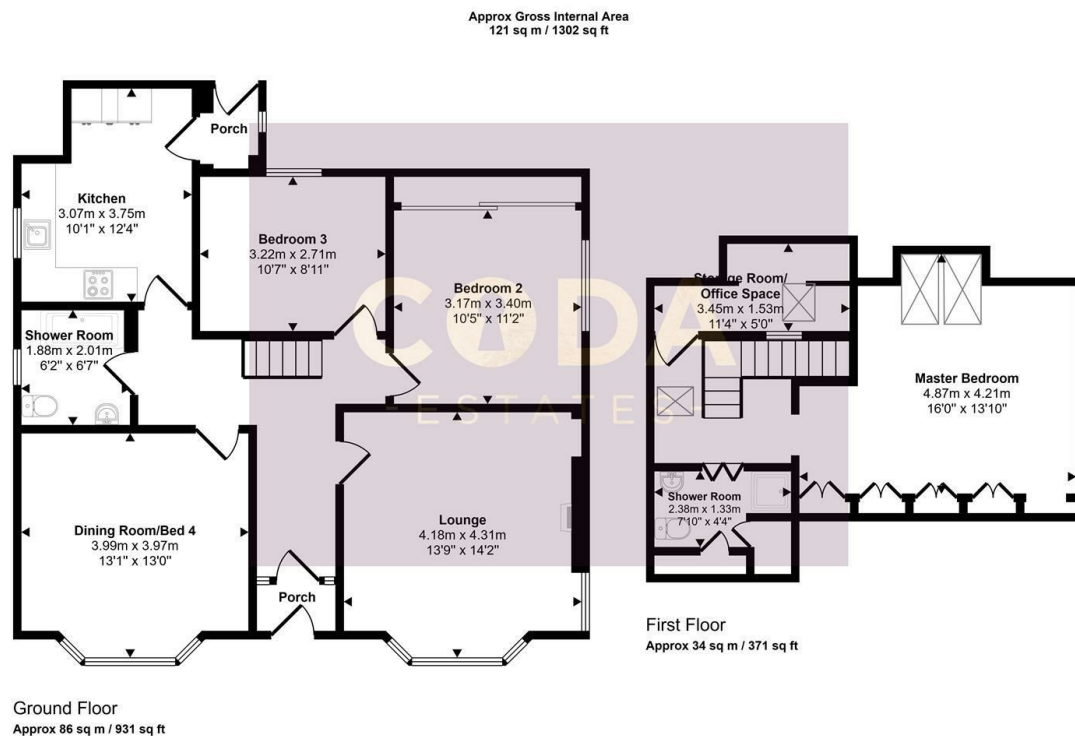 Approx Gross Internal Area
121 sq m / 1302 sq ft
Porch
Kitchen
3.07m x 3.75m
10'1" x 12'4"
Bedroom 3
3.22m x 2.71m
10'7" x 8'11"
Bedroom 2
3.17m x 3.40m
10'5" x 11'2"
Shower Room
1.88m x 2.01m
6'2" x 6'7"
Dining Room/Bed 4
3.99m x 3.97m
13'1" x 13'0"
Lounge
4.18m x 4.31m
13'9" x 14'2"
Porch
CODA
-ESTATES-
Storage Room/
Office Space
3.45m x 1.53m
11'4" x 5'0"
Master Bedroom
4.87m x 4.21m
16'0" x 13'10"
Shower Room
2.38m x 1.33m
7'10" x 4'4"
First Floor
Approx 34 sq m / 371 sq ft
Ground Floor
Approx 86 sq m / 931 sq ft